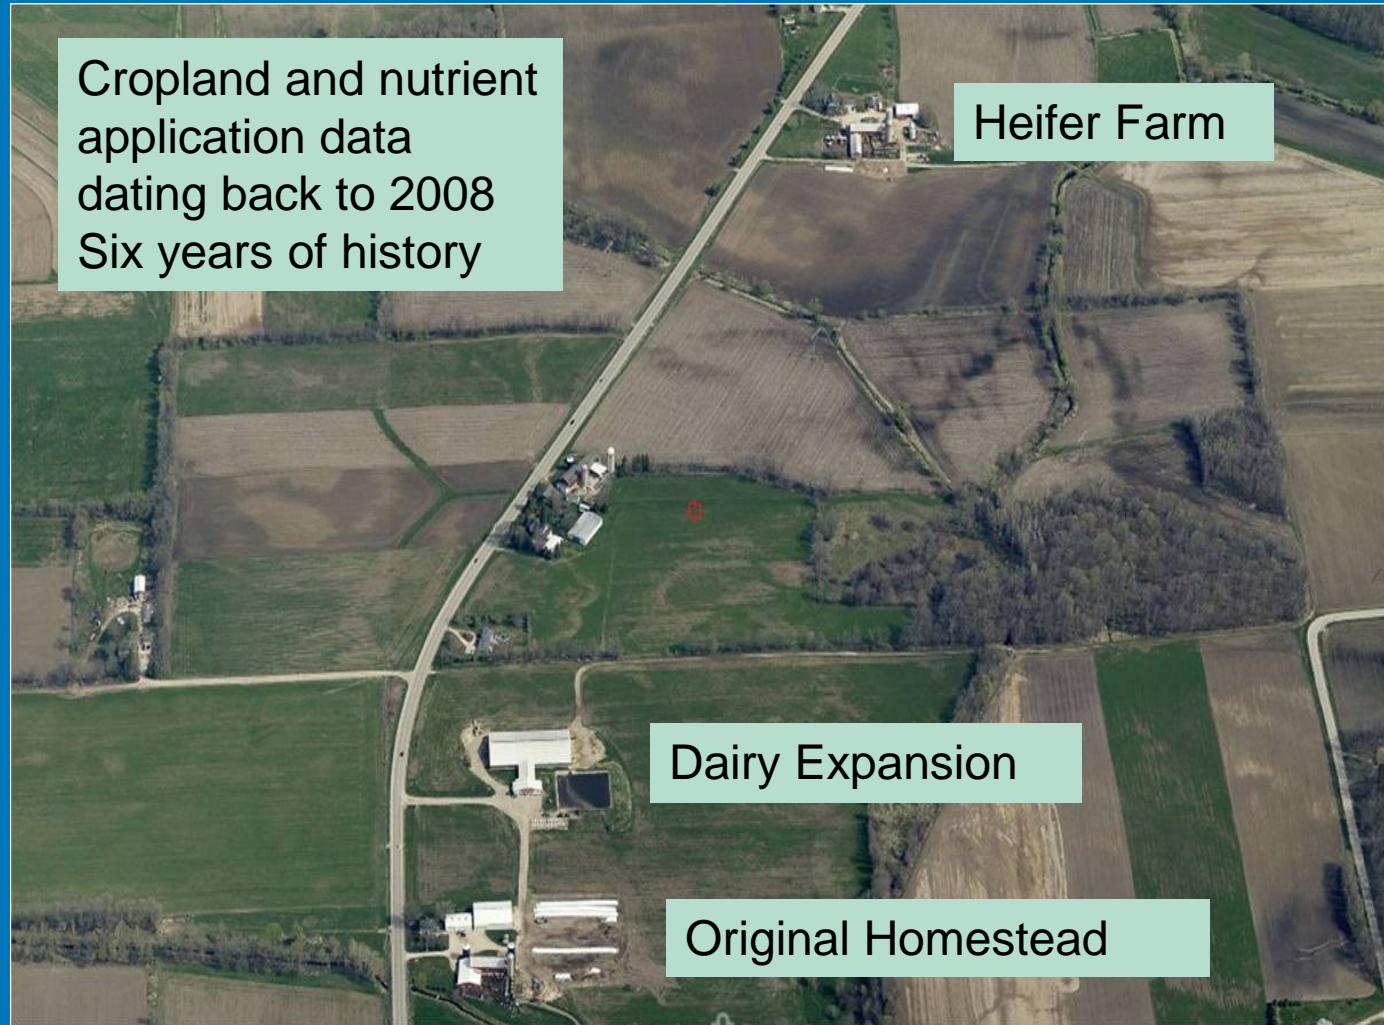 Cropland and nutrient
application data
dating back to 2008
Six years of history
Heifer Farm
Dairy Expansion
Original Homestead